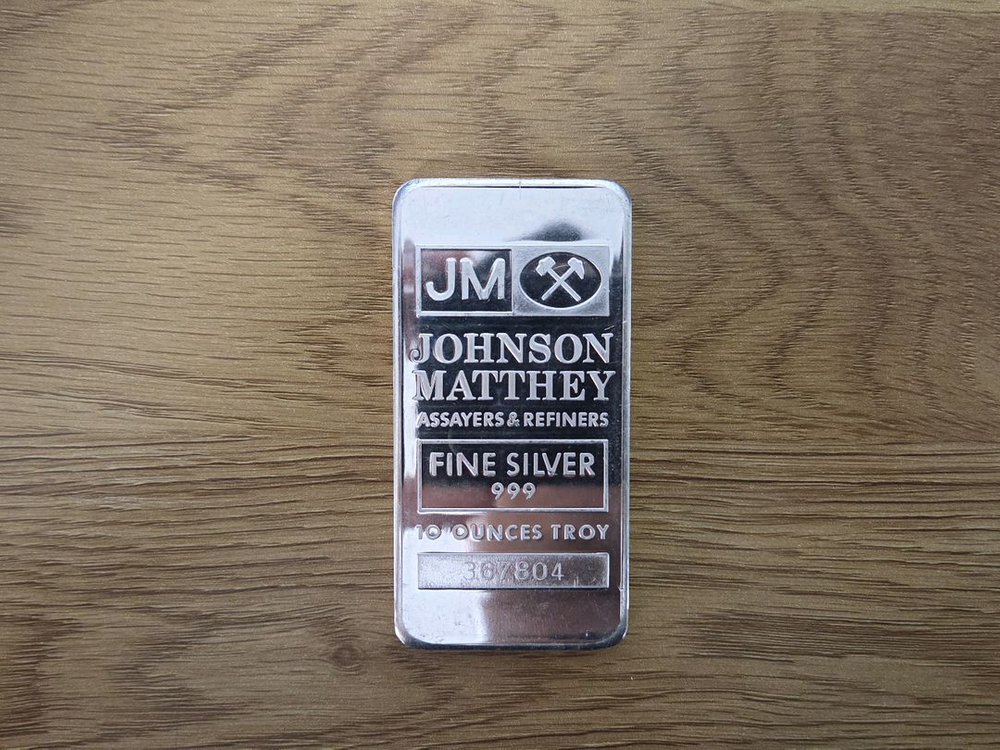 JM
JOHNSON
MATTHEY
ASSAYERS & REFINERS
FINE SILVER
999
10 OUNCES TROY
367804